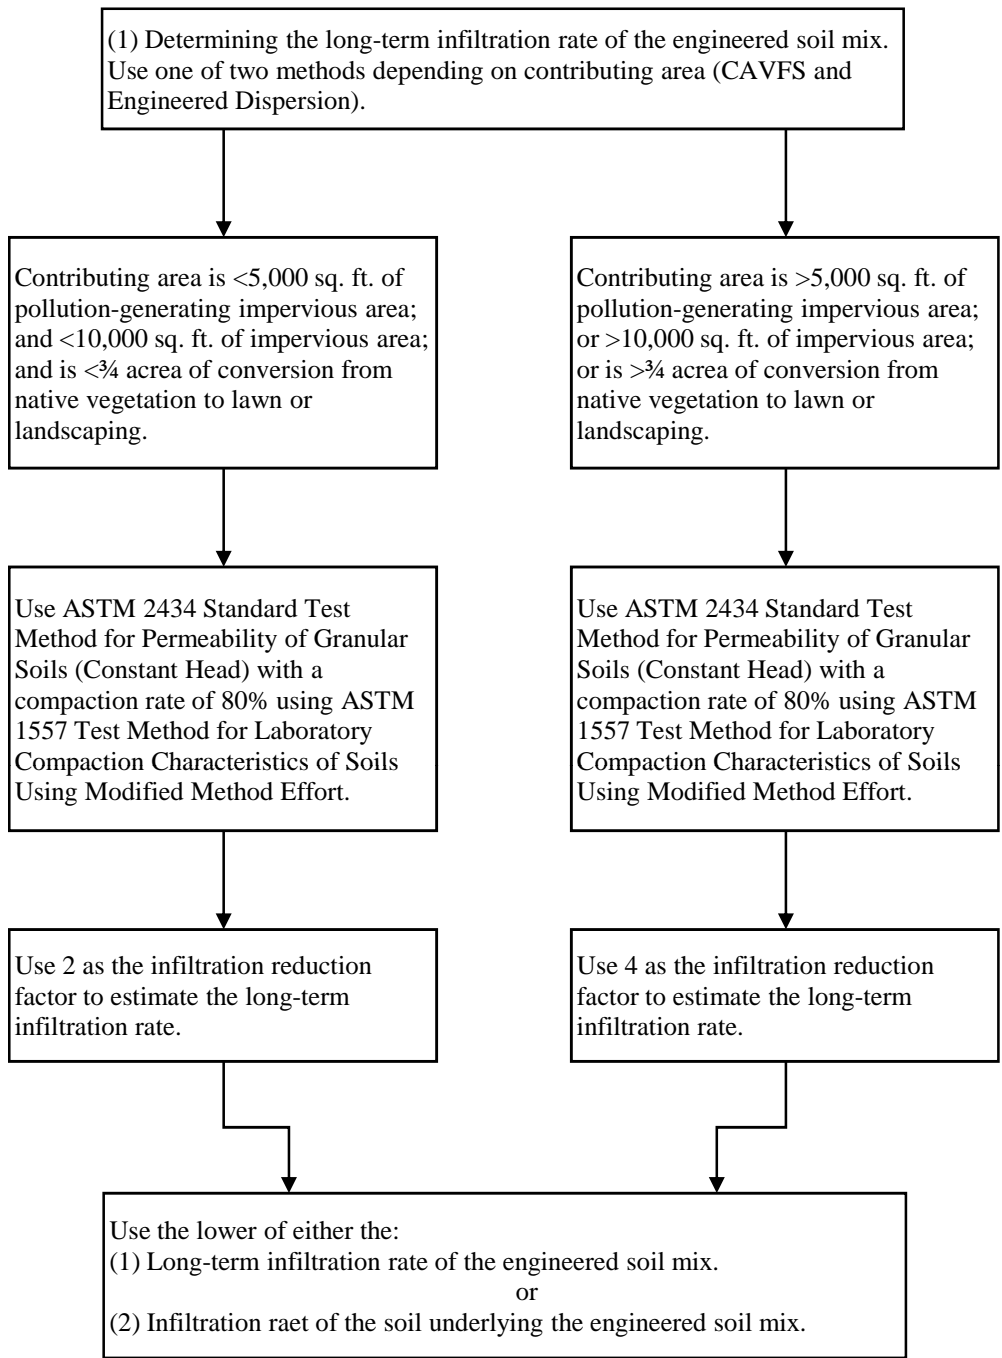 (1) Determining the long-term infiltration rate of the engineered soil mix.
Use one of two methods depending on contributing area (CAVFS and
Engineered Dispersion).
Contributing area is <5,000 sq. ft. of
pollution-generating impervious area;
and <10,000 sq. ft. of impervious area;
and is <¾ acrea of conversion from
native vegetation to lawn or
landscaping.
Contributing area is >5,000 sq. ft. of
pollution-generating impervious area;
or >10,000 sq. ft. of impervious area;
or is >¾ acrea of conversion from
native vegetation to lawn or
landscaping.
Use ASTM 2434 Standard Test
Method for Permeability of Granular
Soils (Constant Head) with a
compaction rate of 80% using ASTM
1557 Test Method for Laboratory
Compaction Characteristics of Soils
Using Modified Method Effort.
Use ASTM 2434 Standard Test
Method for Permeability of Granular
Soils (Constant Head) with a
compaction rate of 80% using ASTM
1557 Test Method for Laboratory
Compaction Characteristics of Soils
Using Modified Method Effort.
Use 2 as the infiltration reduction
factor to estimate the long-term
infiltration rate.
Use 4 as the infiltration reduction
factor to estimate the long-term
infiltration rate.
Use the lower of either the:
(1) Long-term infiltration rate of the engineered soil mix.
or
(2) Infiltration raet of the soil underlying the engineered soil mix.